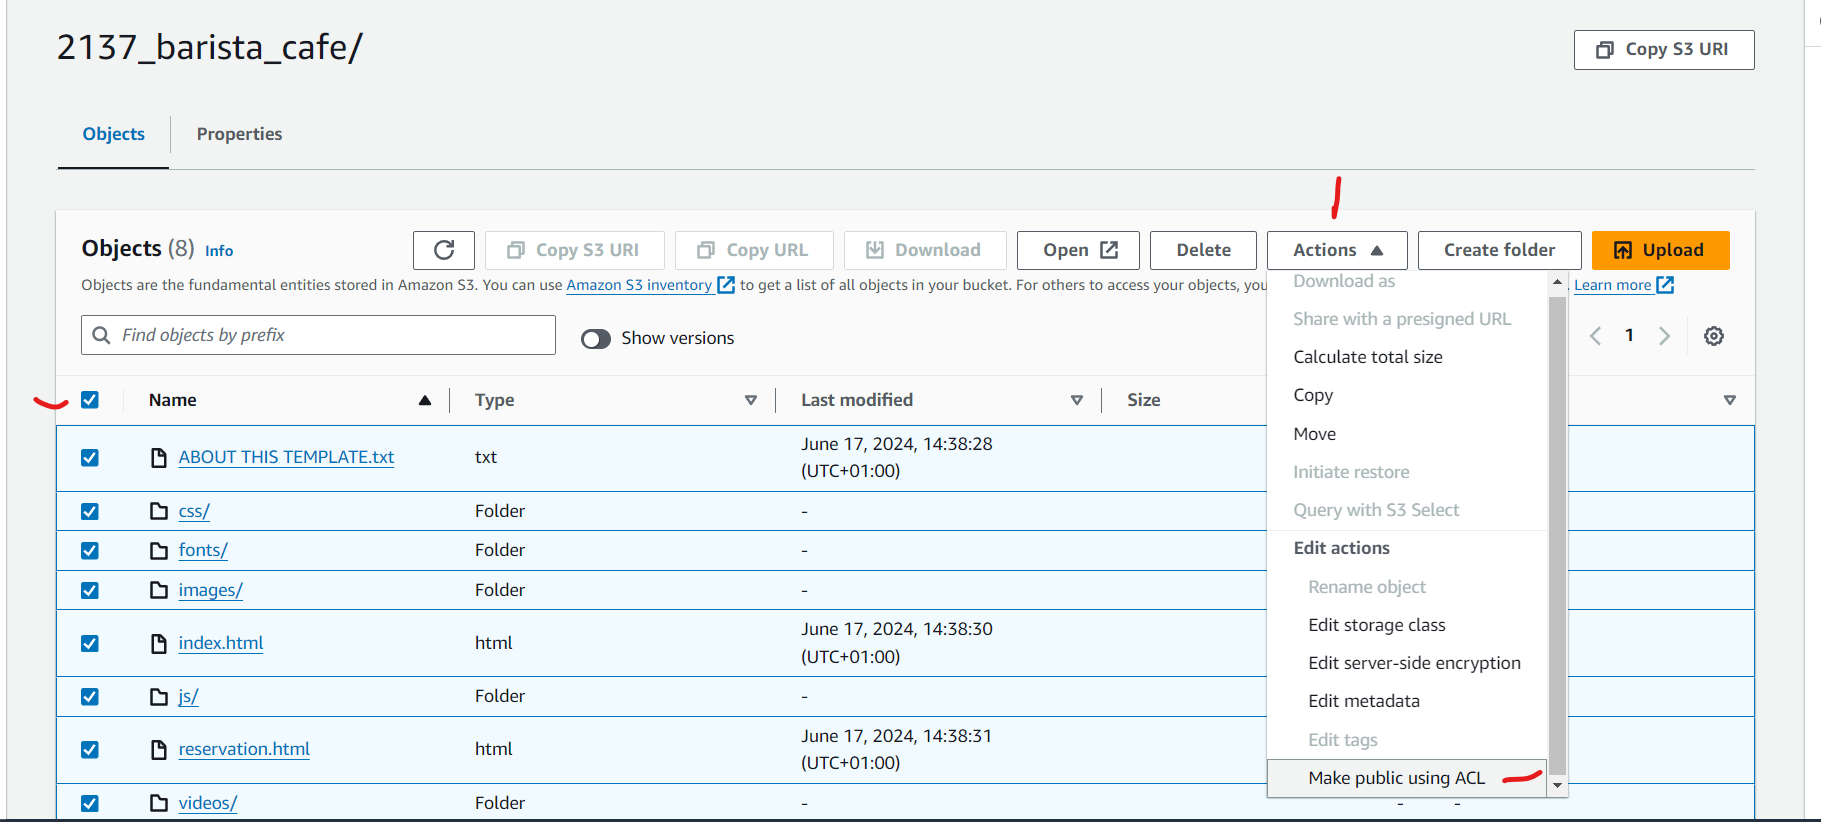 2137_barista_cafe/
Copy S3 URI
Objects
Properties
Objects (8) Info
Copy S3 URI
Copy URL
Download
Open
Delete
Actions
Create folder
Upload
Objects are the fundamental entities stored in Amazon S3. You can use Amazon S3 inventory to get a list of all objects in your bucket. For others to access your objects, you
Learn more
Find objects by prefix
Show versions
1
Name
Type
Last modified
Size
ABOUT THIS TEMPLATE.txt
txt
June 17, 2024, 14:38:28
(UTC+01:00)
css/
Folder
-
fonts/
Folder
-
images/
Folder
-
index.html
html
June 17, 2024, 14:38:30
(UTC+01:00)
js/
Folder
-
reservation.html
html
June 17, 2024, 14:38:31
(UTC+01:00)
videos/
Folder
-
-
-
Download as
Share with a presigned URL
Calculate total size
Copy
Move
Initiate restore
Query with S3 Select
Edit actions
Rename object
Edit storage class
Edit server-side encryption
Edit metadata
Edit tags
Make public using ACL